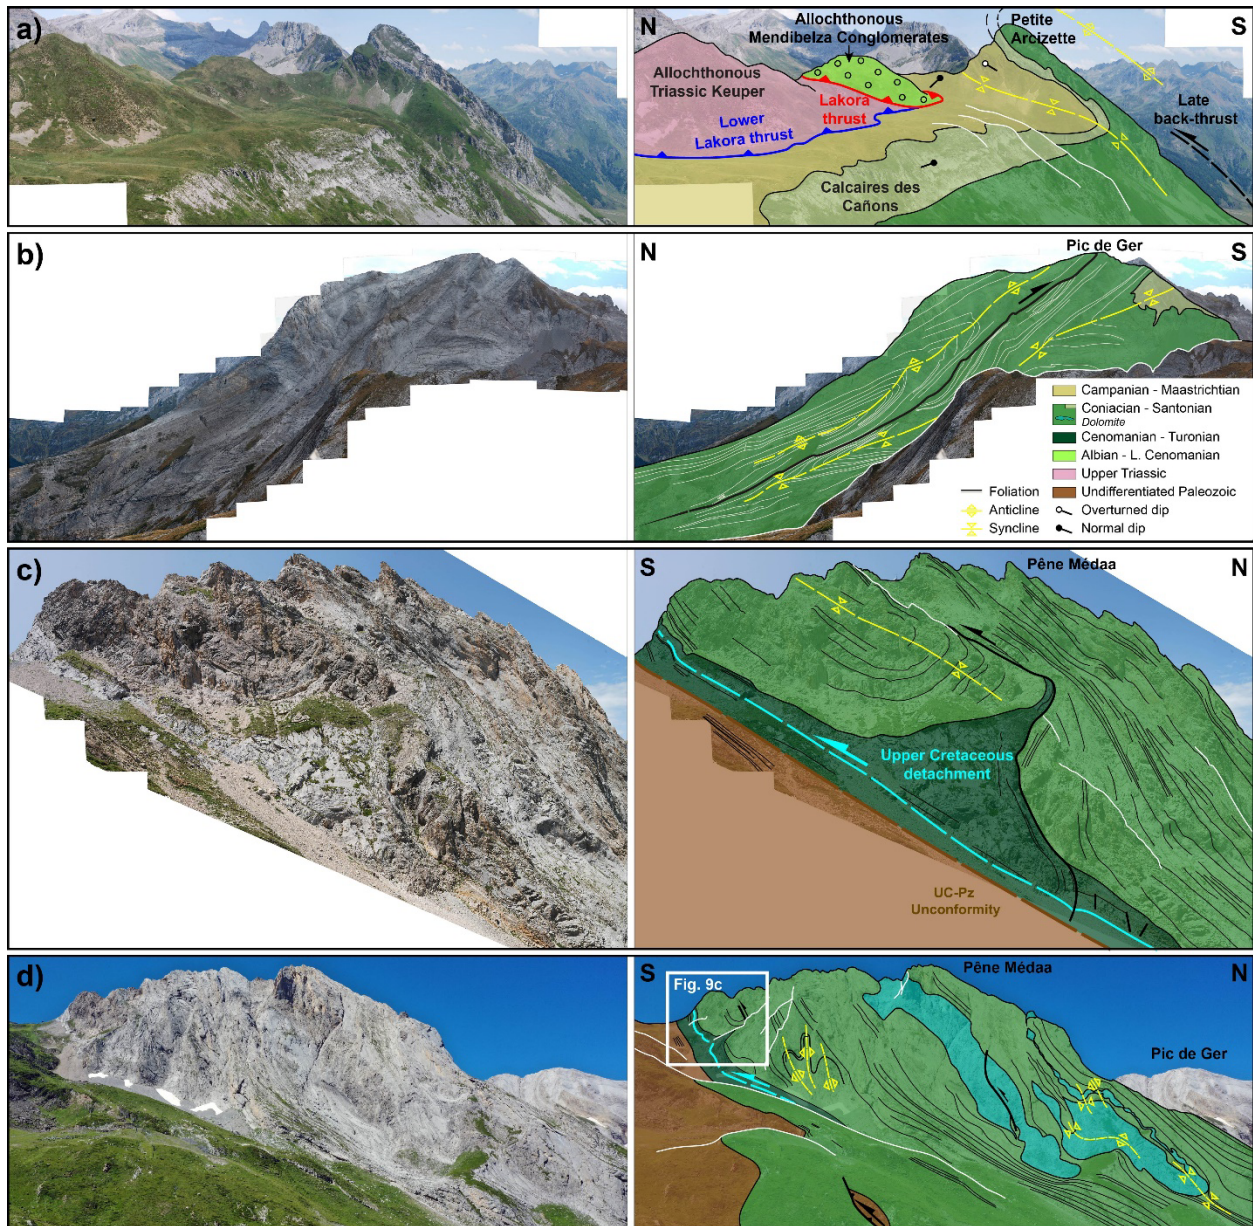 a)
N
Allochthonous
Mendibelza Conglomerates
Petite
Arcizette
S
Allochthonous
Triassic Keuper
Lakora
thrust
Lower
Lakora thrust
Late
back-thrust
Calcaires des
Cañons
b)
N
Pic de Ger
S
Campanian - Maastrichtian
Coniacian - Santonian
Dolomite
Cenomanian - Turonian
Albian - L. Cenomanian
Upper Triassic
Undifferentiated Paleozoic
Foliation
Anticline
Syncline
Overturned dip
Normal dip
c)
S
Pêne Médaa
N
Upper Cretaceous
detachment
UC-Pz
Unconformity
d)
S
Fig. 9c
Pêne Médaa
N
Pic de Ger